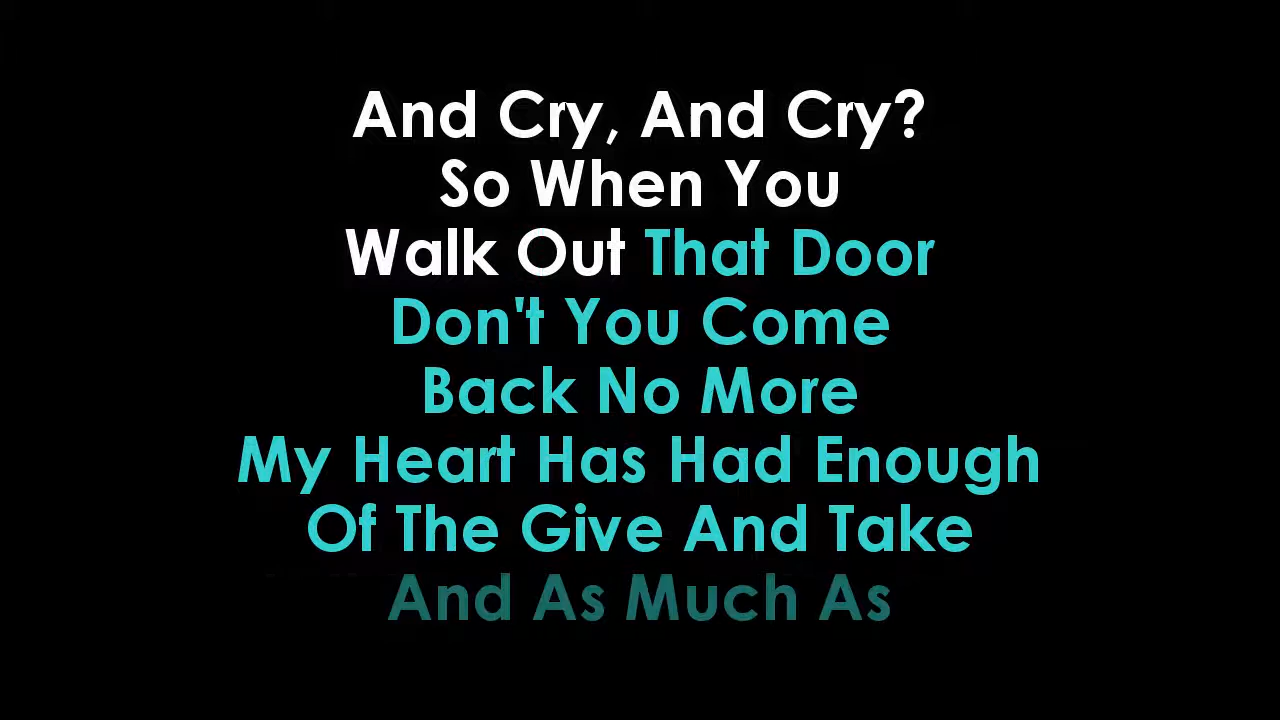 And Cry, And Cry?
So When You
Walk Out That Door
Don't You Come
Back No More
My Heart Has Had Enough
Of The Give And Take
And As Much As